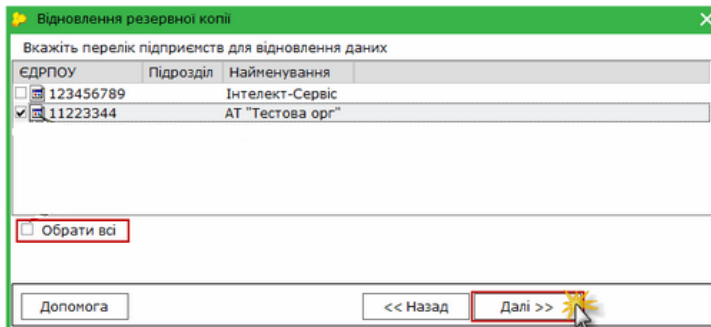 Відновлення резервної копії
Вкажіть перелік підприємств для відновлення даних
ЄДРПОУ Підрозділ Найменування
123456789 Інтелект-Сервіс
11223344 АТ "Тестова орг"
Обрати всі
Допомога << Назад Далі >>